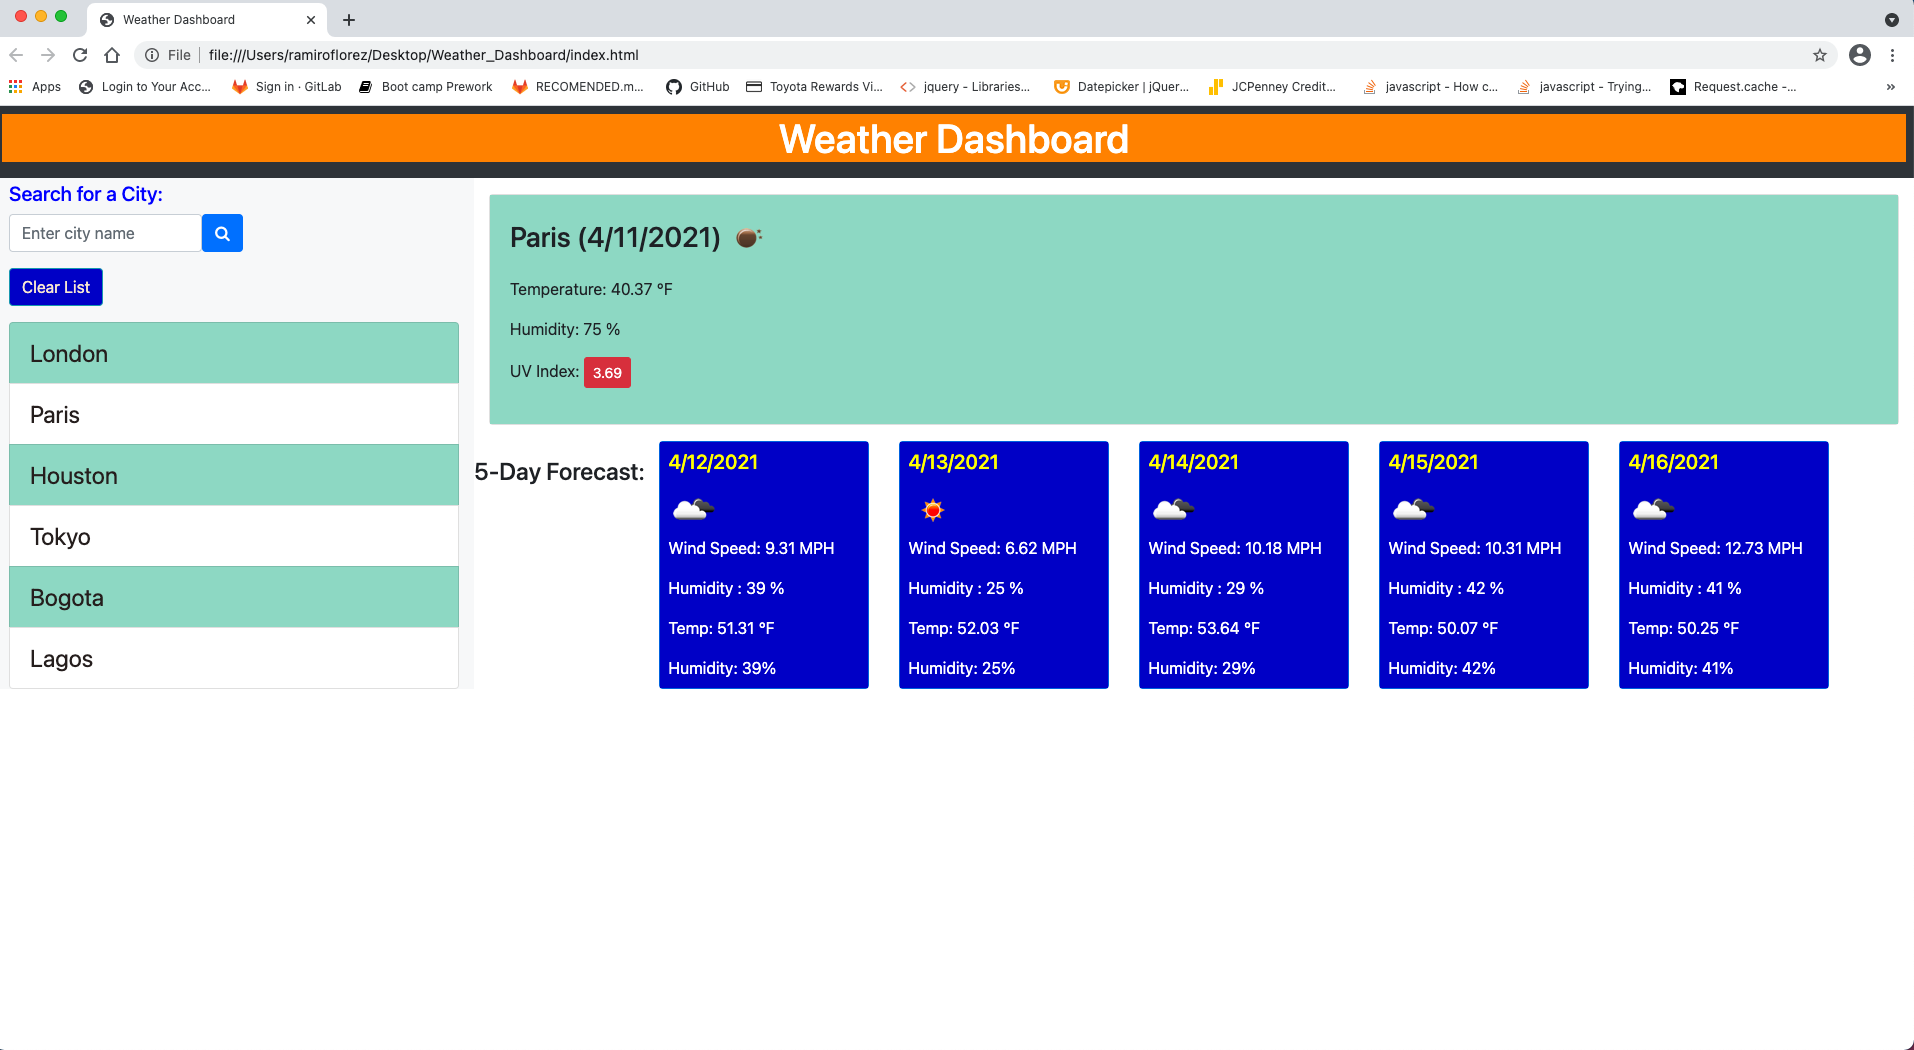 Weather Dashboard
File file:///Users/ramiroflorez/Desktop/Weather_Dashboard/index.html
Apps Login to Your Acc... Sign in · GitLab Boot camp Prework RECOMENDED.m... GitHub Toyota Rewards Vi... jquery - Libraries... Datepicker | jQuer... JCPenney Credit... javascript - How c... javascript - Trying... Request.cache -... »
Weather Dashboard
Search for a City:
Enter city name
Clear List
London
Paris
Houston
Tokyo
Bogota
Lagos
Paris (4/11/2021)
Temperature: 40.37 °F
Humidity: 75 %
UV Index: 3.69
5-Day Forecast:
4/12/2021
Wind Speed: 9.31 MPH
Humidity : 39 %
Temp: 51.31 °F
Humidity: 39%
4/13/2021
Wind Speed: 6.62 MPH
Humidity : 25 %
Temp: 52.03 °F
Humidity: 25%
4/14/2021
Wind Speed: 10.18 MPH
Humidity : 29 %
Temp: 53.64 °F
Humidity: 29%
4/15/2021
Wind Speed: 10.31 MPH
Humidity : 42 %
Temp: 50.07 °F
Humidity: 42%
4/16/2021
Wind Speed: 12.73 MPH
Humidity : 41 %
Temp: 50.25 °F
Humidity: 41%